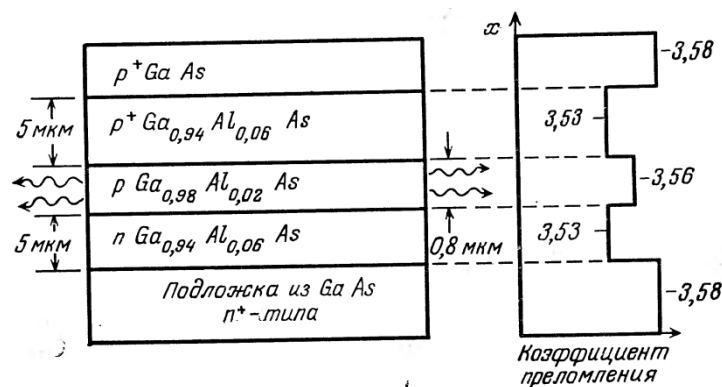 x
p⁺ Ga As
-3,58
5 мкм
p⁺ Ga₀,₉₄ Al₀,₀₆ As
3,53
p Ga₀,₉₈ Al₀,₀₂ As
-3,56
5 мкм
n Ga₀,₉₄ Al₀,₀₆ As
0,8 мкм
3,53
Подложка из Ga As
n⁺-типа
-3,58
Коэффициент
преломления